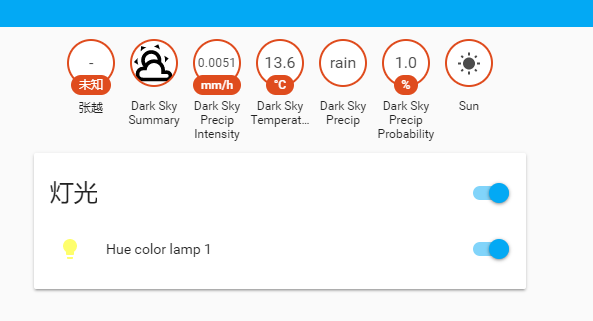 -
未知
张越
Dark Sky
Summary
0.0051
mm/h
Dark Sky
Precip
Intensity
13.6
°C
Dark Sky
Temperat...
rain
Dark Sky
Precip
1.0
%
Dark Sky
Precip
Probability
Sun
灯光
Hue color lamp 1